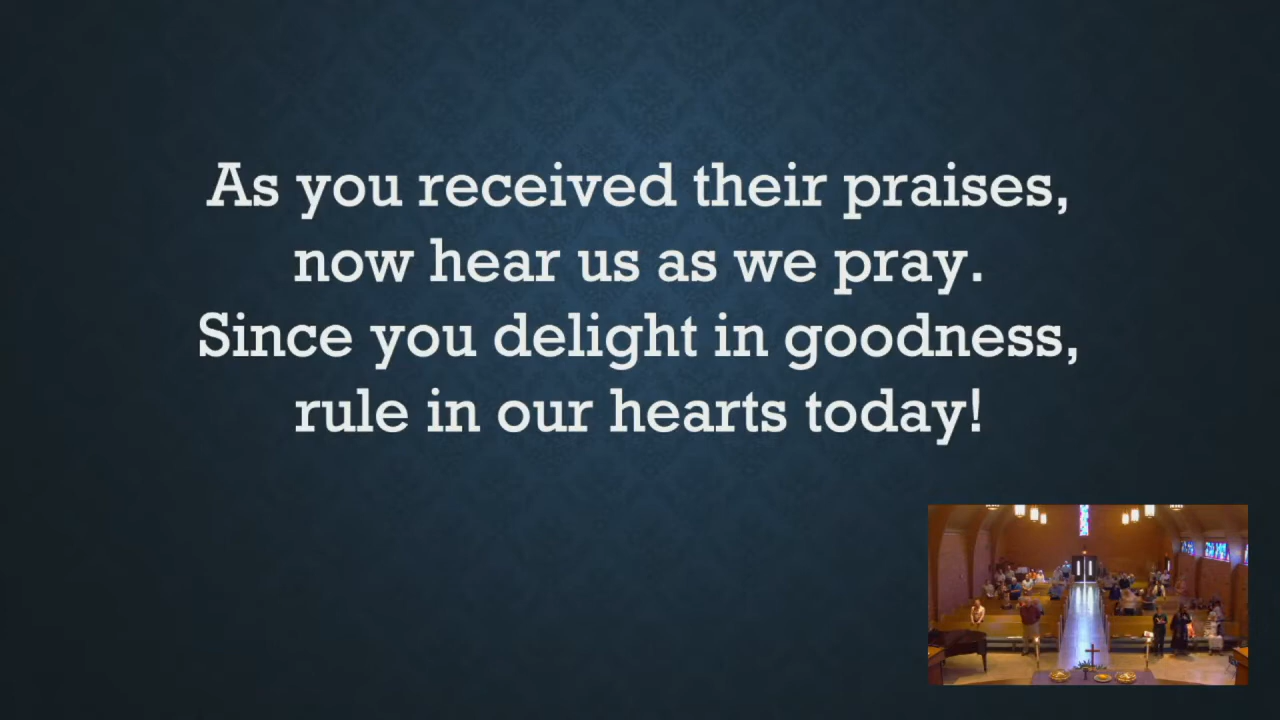 As you received their praises,
now hear us as we pray.
Since you delight in goodness,
rule in our hearts today!